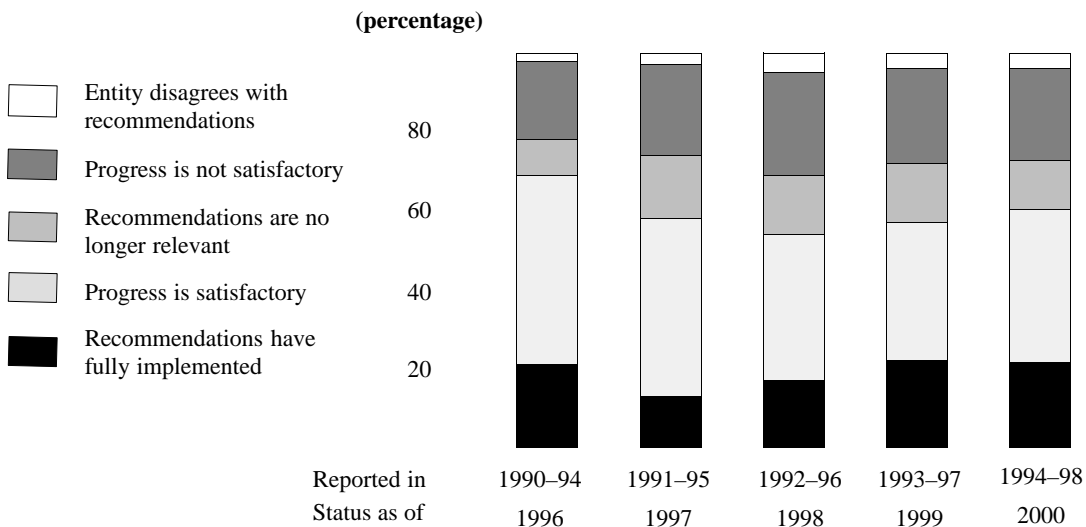 (percentage)
Entity disagrees with
recommendations
80
Progress is not satisfactory
Recommendations are no
longer relevant
60
Progress is satisfactory
40
Recommendations have
fully implemented
20
Reported in 1990–94 1991–95 1992–96 1993–97 1994–98
Status as of 1996 1997 1998 1999 2000